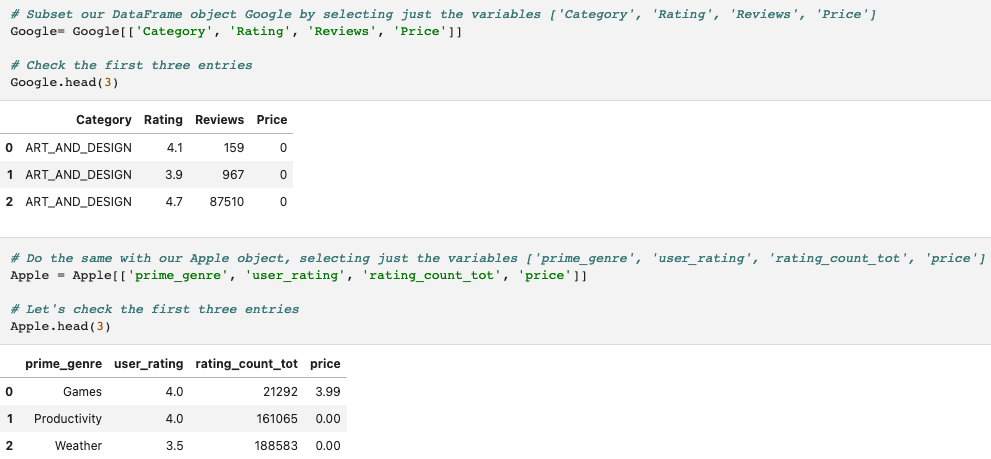 # Subset our DataFrame object Google by selecting just the variables ['Category', 'Rating', 'Reviews', 'Price']
Google= Google[['Category', 'Rating', 'Reviews', 'Price']]
# Check the first three entries
Google.head(3)
Category Rating Reviews Price
0 ART_AND_DESIGN 4.1 159 0
1 ART_AND_DESIGN 3.9 967 0
2 ART_AND_DESIGN 4.7 87510 0
# Do the same with our Apple object, selecting just the variables ['prime_genre', 'user_rating', 'rating_count_tot', 'price']
Apple = Apple[['prime_genre', 'user_rating', 'rating_count_tot', 'price']]
# Let's check the first three entries
Apple.head(3)
prime_genre user_rating rating_count_tot price
0 Games 4.0 21292 3.99
1 Productivity 4.0 161065 0.00
2 Weather 3.5 188583 0.00